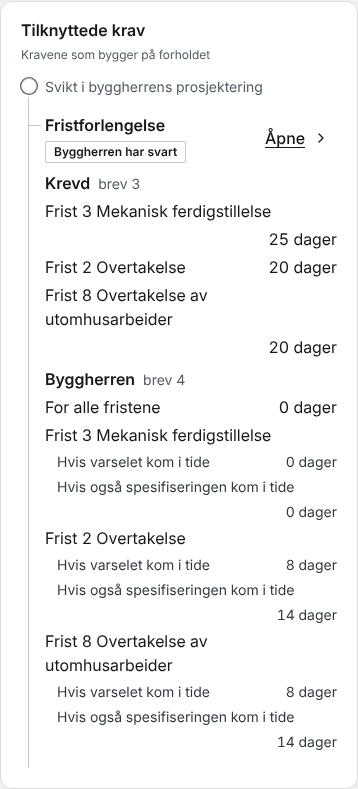 Tilknyttede krav
Kravene som bygger på forholdet
Svikt i byggherrens prosjektering
Fristforlengelse
Åpne
Byggherren har svart
Krevd brev 3
Frist 3 Mekanisk ferdigstillelse
25 dager
Frist 2 Overtakelse 20 dager
Frist 8 Overtakelse av
utomhusarbeider
20 dager
Byggherren brev 4
For alle fristene 0 dager
Frist 3 Mekanisk ferdigstillelse
Hvis varselet kom i tide 0 dager
Hvis også spesifiseringen kom i tide
0 dager
Frist 2 Overtakelse
Hvis varselet kom i tide 8 dager
Hvis også spesifiseringen kom i tide
14 dager
Frist 8 Overtakelse av
utomhusarbeider
Hvis varselet kom i tide 8 dager
Hvis også spesifiseringen kom i tide
14 dager